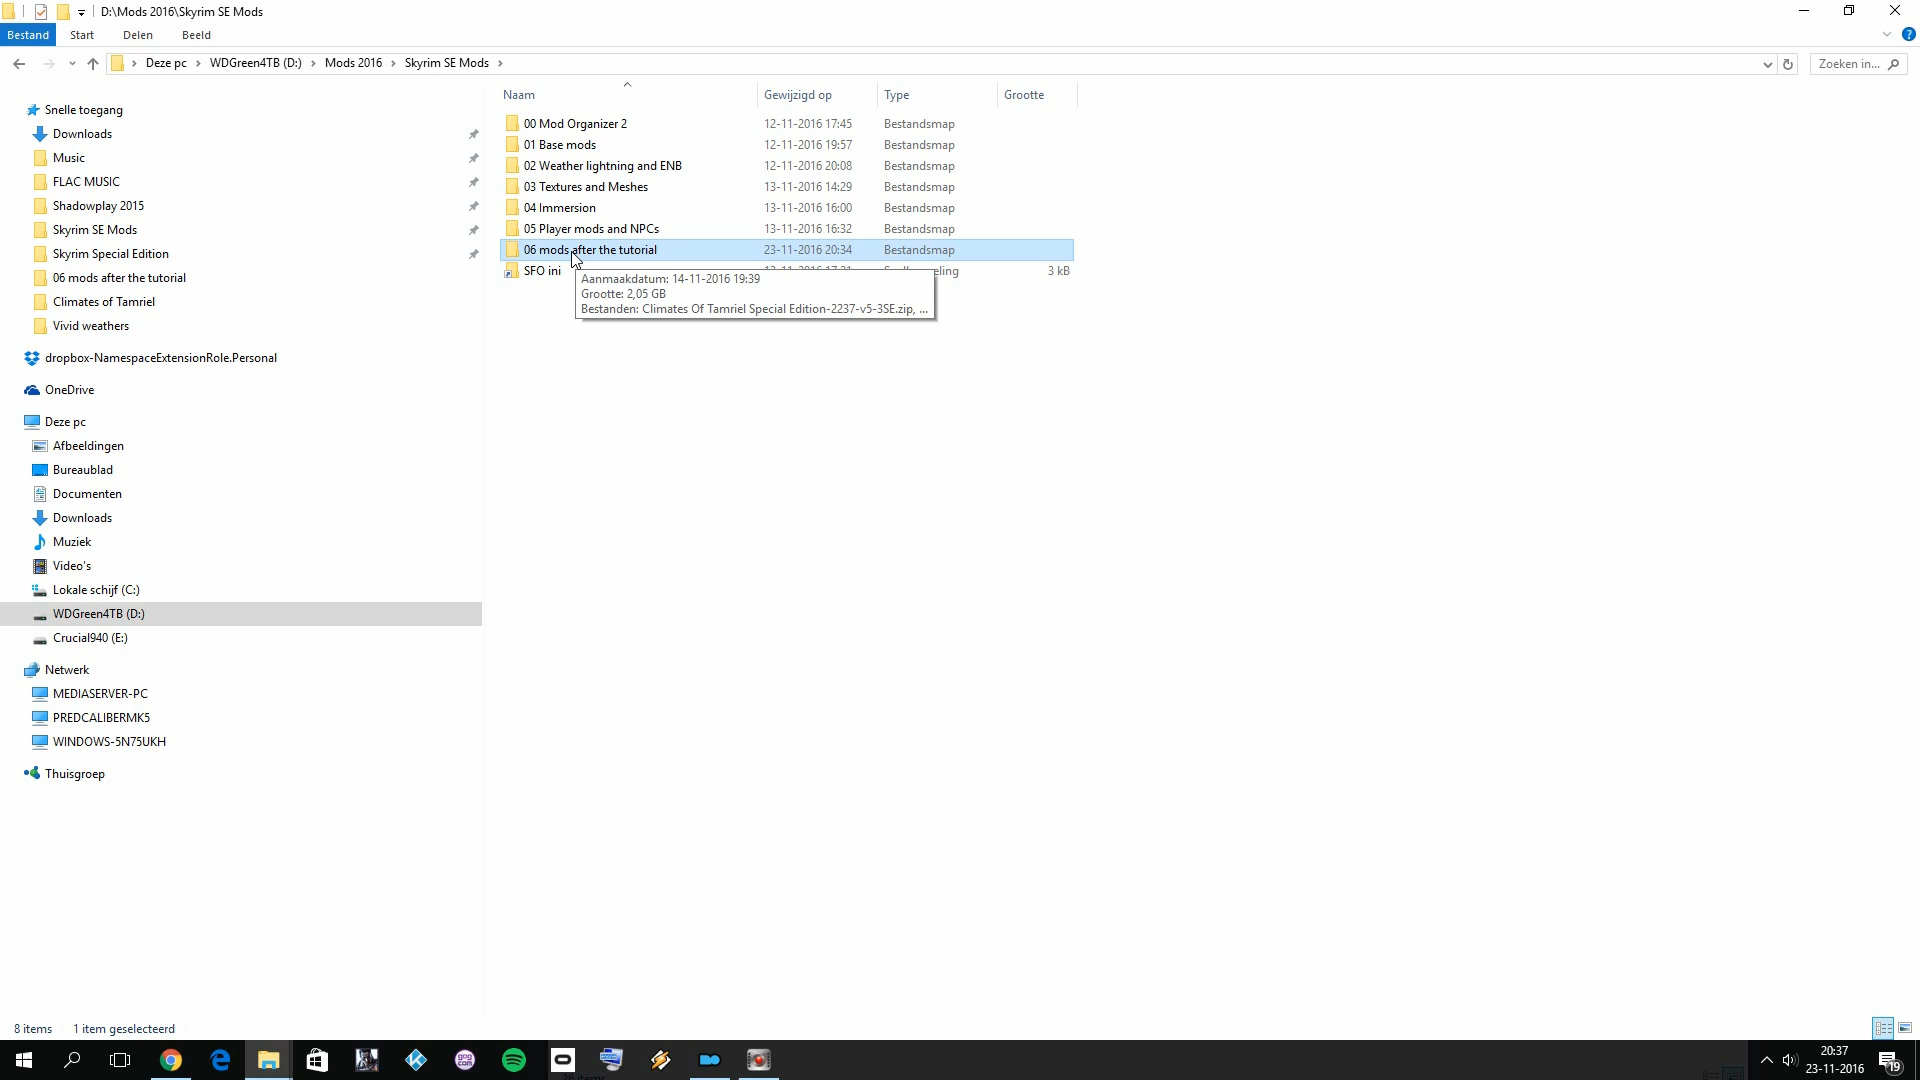 D:\Mods 2016\Skyrim SE Mods
Bestand Start Delen Beeld
Deze pc WDGreen4TB (D:) Mods 2016 Skyrim SE Mods
Zoeken in...
Snelle toegang
Downloads
Music
FLAC MUSIC
Shadowplay 2015
Skyrim SE Mods
Skyrim Special Edition
06 mods after the tutorial
Climates of Tamriel
Vivid weathers
dropbox-NamespaceExtensionRole.Personal
OneDrive
Deze pc
Afbeeldingen
Bureaublad
Documenten
Downloads
Muziek
Video's
Lokale schijf (C:)
WDGreen4TB (D:)
Crucial940 (E:)
Netwerk
MEDIASERVER-PC
PREDCALIBERMK5
WINDOWS-5N75UKH
Thuisgroep
Naam Gewijzigd op Type Grootte
00 Mod Organizer 2 12-11-2016 17:45 Bestandsmap
01 Base mods 12-11-2016 19:57 Bestandsmap
02 Weather lightning and ENB 12-11-2016 20:08 Bestandsmap
03 Textures and Meshes 13-11-2016 14:29 Bestandsmap
04 Immersion 13-11-2016 16:00 Bestandsmap
05 Player mods and NPCs 13-11-2016 16:32 Bestandsmap
06 mods after the tutorial 23-11-2016 20:34 Bestandsmap
SFO ini 3 kB
Aanmaakdatum: 14-11-2016 19:39
Grootte: 2,05 GB
Bestanden: Climates Of Tamriel Special Edition-2237-v5-3SE.zip, ...
8 items 1 item geselecteerd
20:37
23-11-2016
19